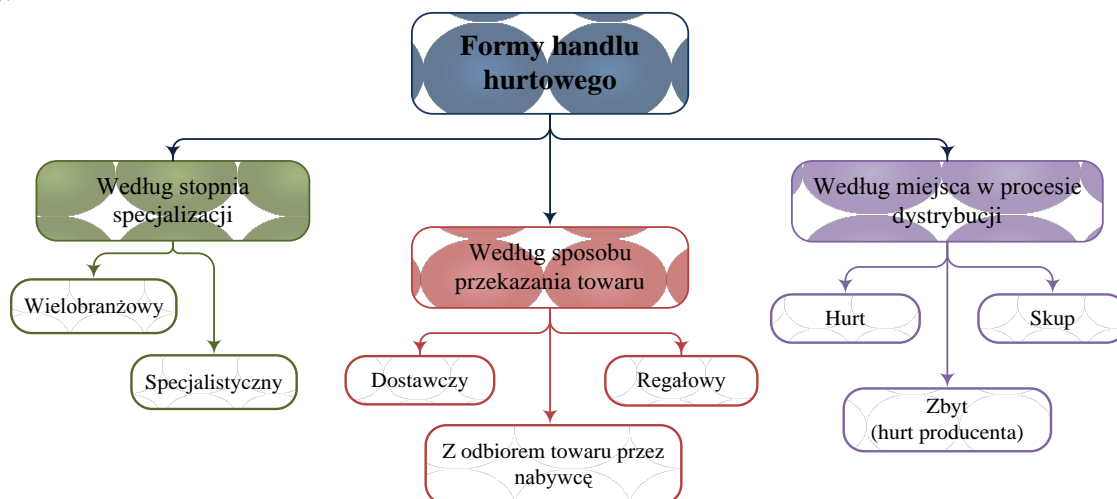 Formy handlu
hurtowego
Według stopnia
specjalizacji
Wielobranżowy
Specjalistyczny
Według sposobu
przekazania towaru
Dostawczy
Regałowy
Z odbiorem towaru przez
nabywcę
Według miejsca w procesie
dystrybucji
Hurt
Skup
Zbyt
(hurt producenta)